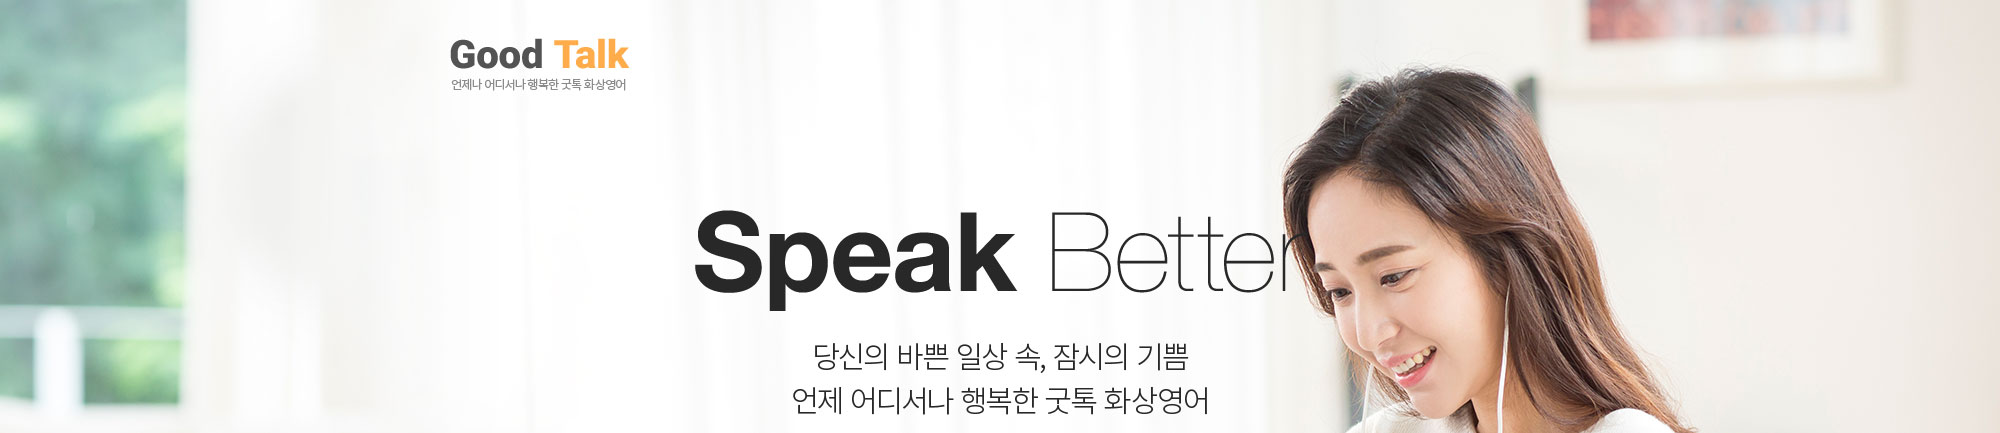 Good Talk
언제나 어디서나 행복한 굿톡 화상영어
Speak Better
당신의 바쁜 일상 속, 잠시의 기쁨
언제 어디서나 행복한 굿톡 화상영어